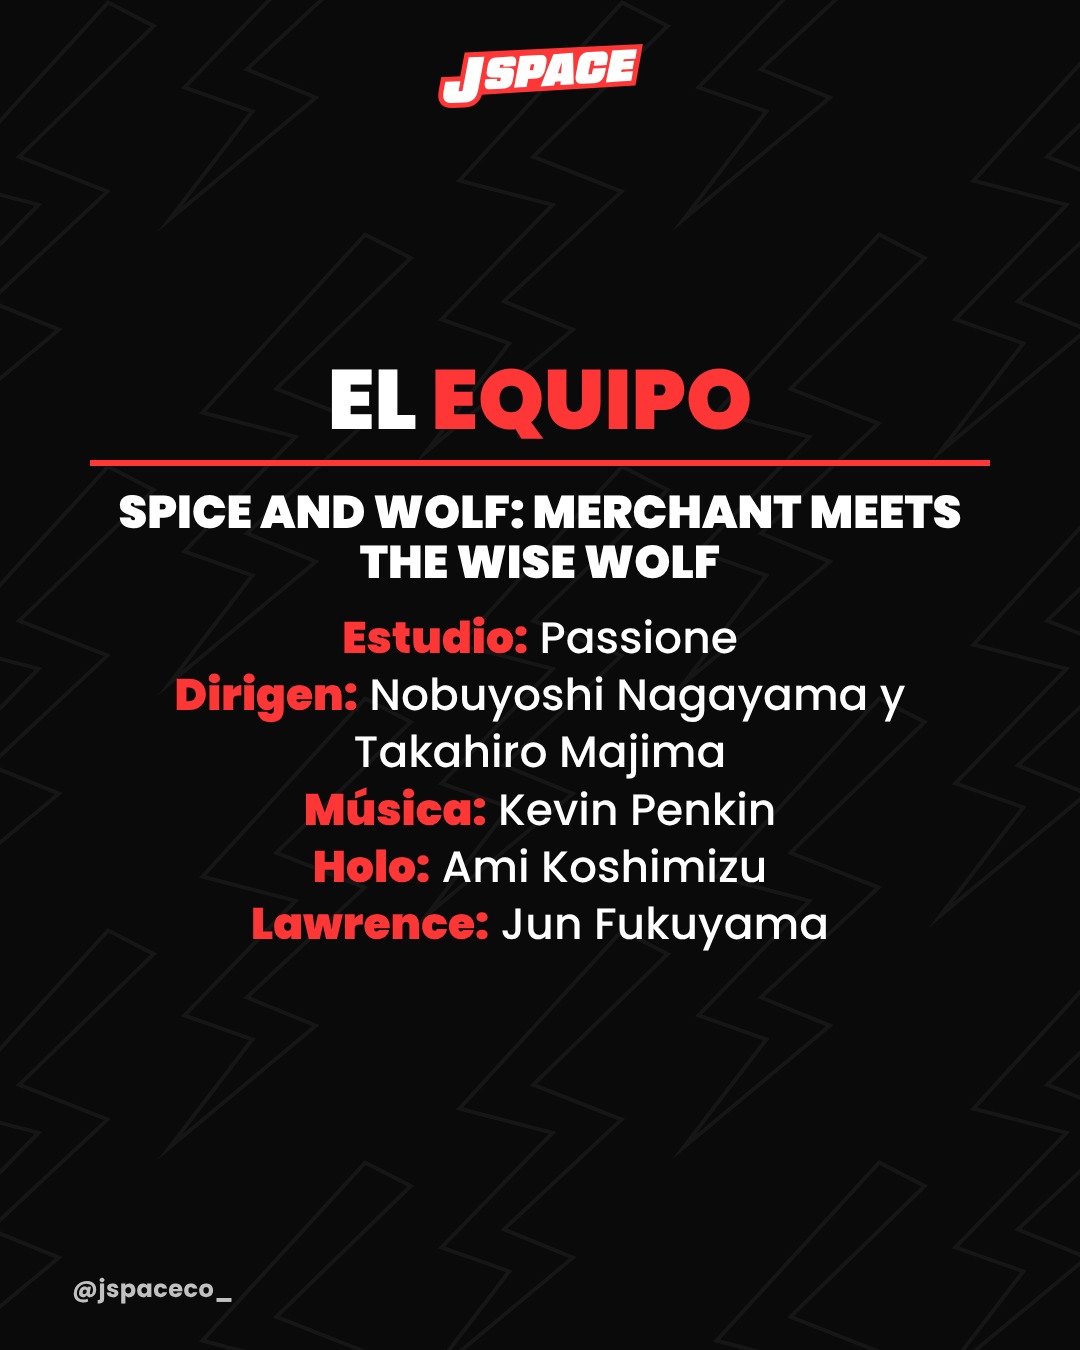 JSPACE
EL EQUIPO
SPICE AND WOLF: MERCHANT MEETS
THE WISE WOLF
Estudio: Passione
Dirigen: Nobuyoshi Nagayama y
Takahiro Majima
Música: Kevin Penkin
Holo: Ami Koshimizu
Lawrence: Jun Fukuyama
@jspaceco_